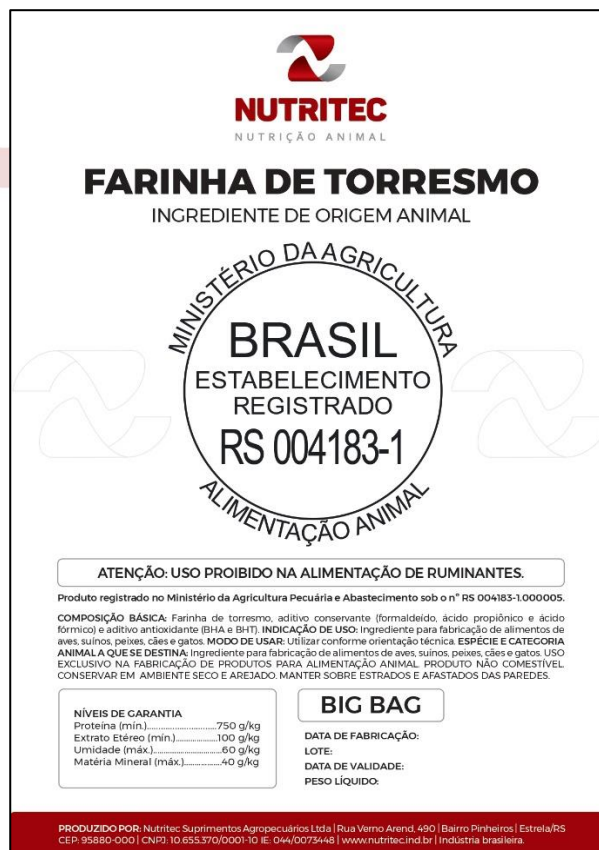 NUTRITEC
NUTRIÇÃO ANIMAL
FARINHA DE TORRESMO
INGREDIENTE DE ORIGEM ANIMAL
MINISTÉRIO DA AGRICULTURA
BRASIL
ESTABELECIMENTO
REGISTRADO
RS 004183-1
ALIMENTAÇÃO ANIMAL
ATENÇÃO: USO PROIBIDO NA ALIMENTAÇÃO DE RUMINANTES.
Produto registrado no Ministério da Agricultura Pecuária e Abastecimento sob o nº RS 004183-1.000005.
COMPOSIÇÃO BÁSICA: Farinha de torresmo, aditivo conservante (formaldeído, ácido propiônico e ácido
fórmico) e aditivo antioxidante (BHA e BHT). INDICAÇÃO DE USO: Ingrediente para fabricação de alimentos de
aves, suínos, peixes, cães e gatos. MODO DE USAR: Utilizar conforme orientação técnica. ESPÉCIE E CATEGORIA
ANIMAL A QUE SE DESTINA: Ingrediente para fabricação de alimentos de aves, suínos, peixes, cães e gatos. USO
EXCLUSIVO NA FABRICAÇÃO DE PRODUTOS PARA ALIMENTAÇÃO ANIMAL. PRODUTO NÃO COMESTÍVEL.
CONSERVAR EM AMBIENTE SECO E AREJADO. MANTER SOBRE ESTRADOS E AFASTADOS DAS PAREDES.
NÍVEIS DE GARANTIA
Proteína (mín.)............................750 g/kg
Extrato Etéreo (mín.)................100 g/kg
Umidade (máx.)...........................60 g/kg
Matéria Mineral (máx.)..............40 g/kg
BIG BAG
DATA DE FABRICAÇÃO:
LOTE:
DATA DE VALIDADE:
PESO LÍQUIDO:
PRODUZIDO POR: Nutritec Suprimentos Agropecuários Ltda | Rua Verno Arend, 490 | Bairro Pinheiros | Estrela/RS
CEP: 95880-000 | CNPJ: 10.655.370/0001-10 IE: 044/0073448 | www.nutritec.ind.br | Indústria brasileira.